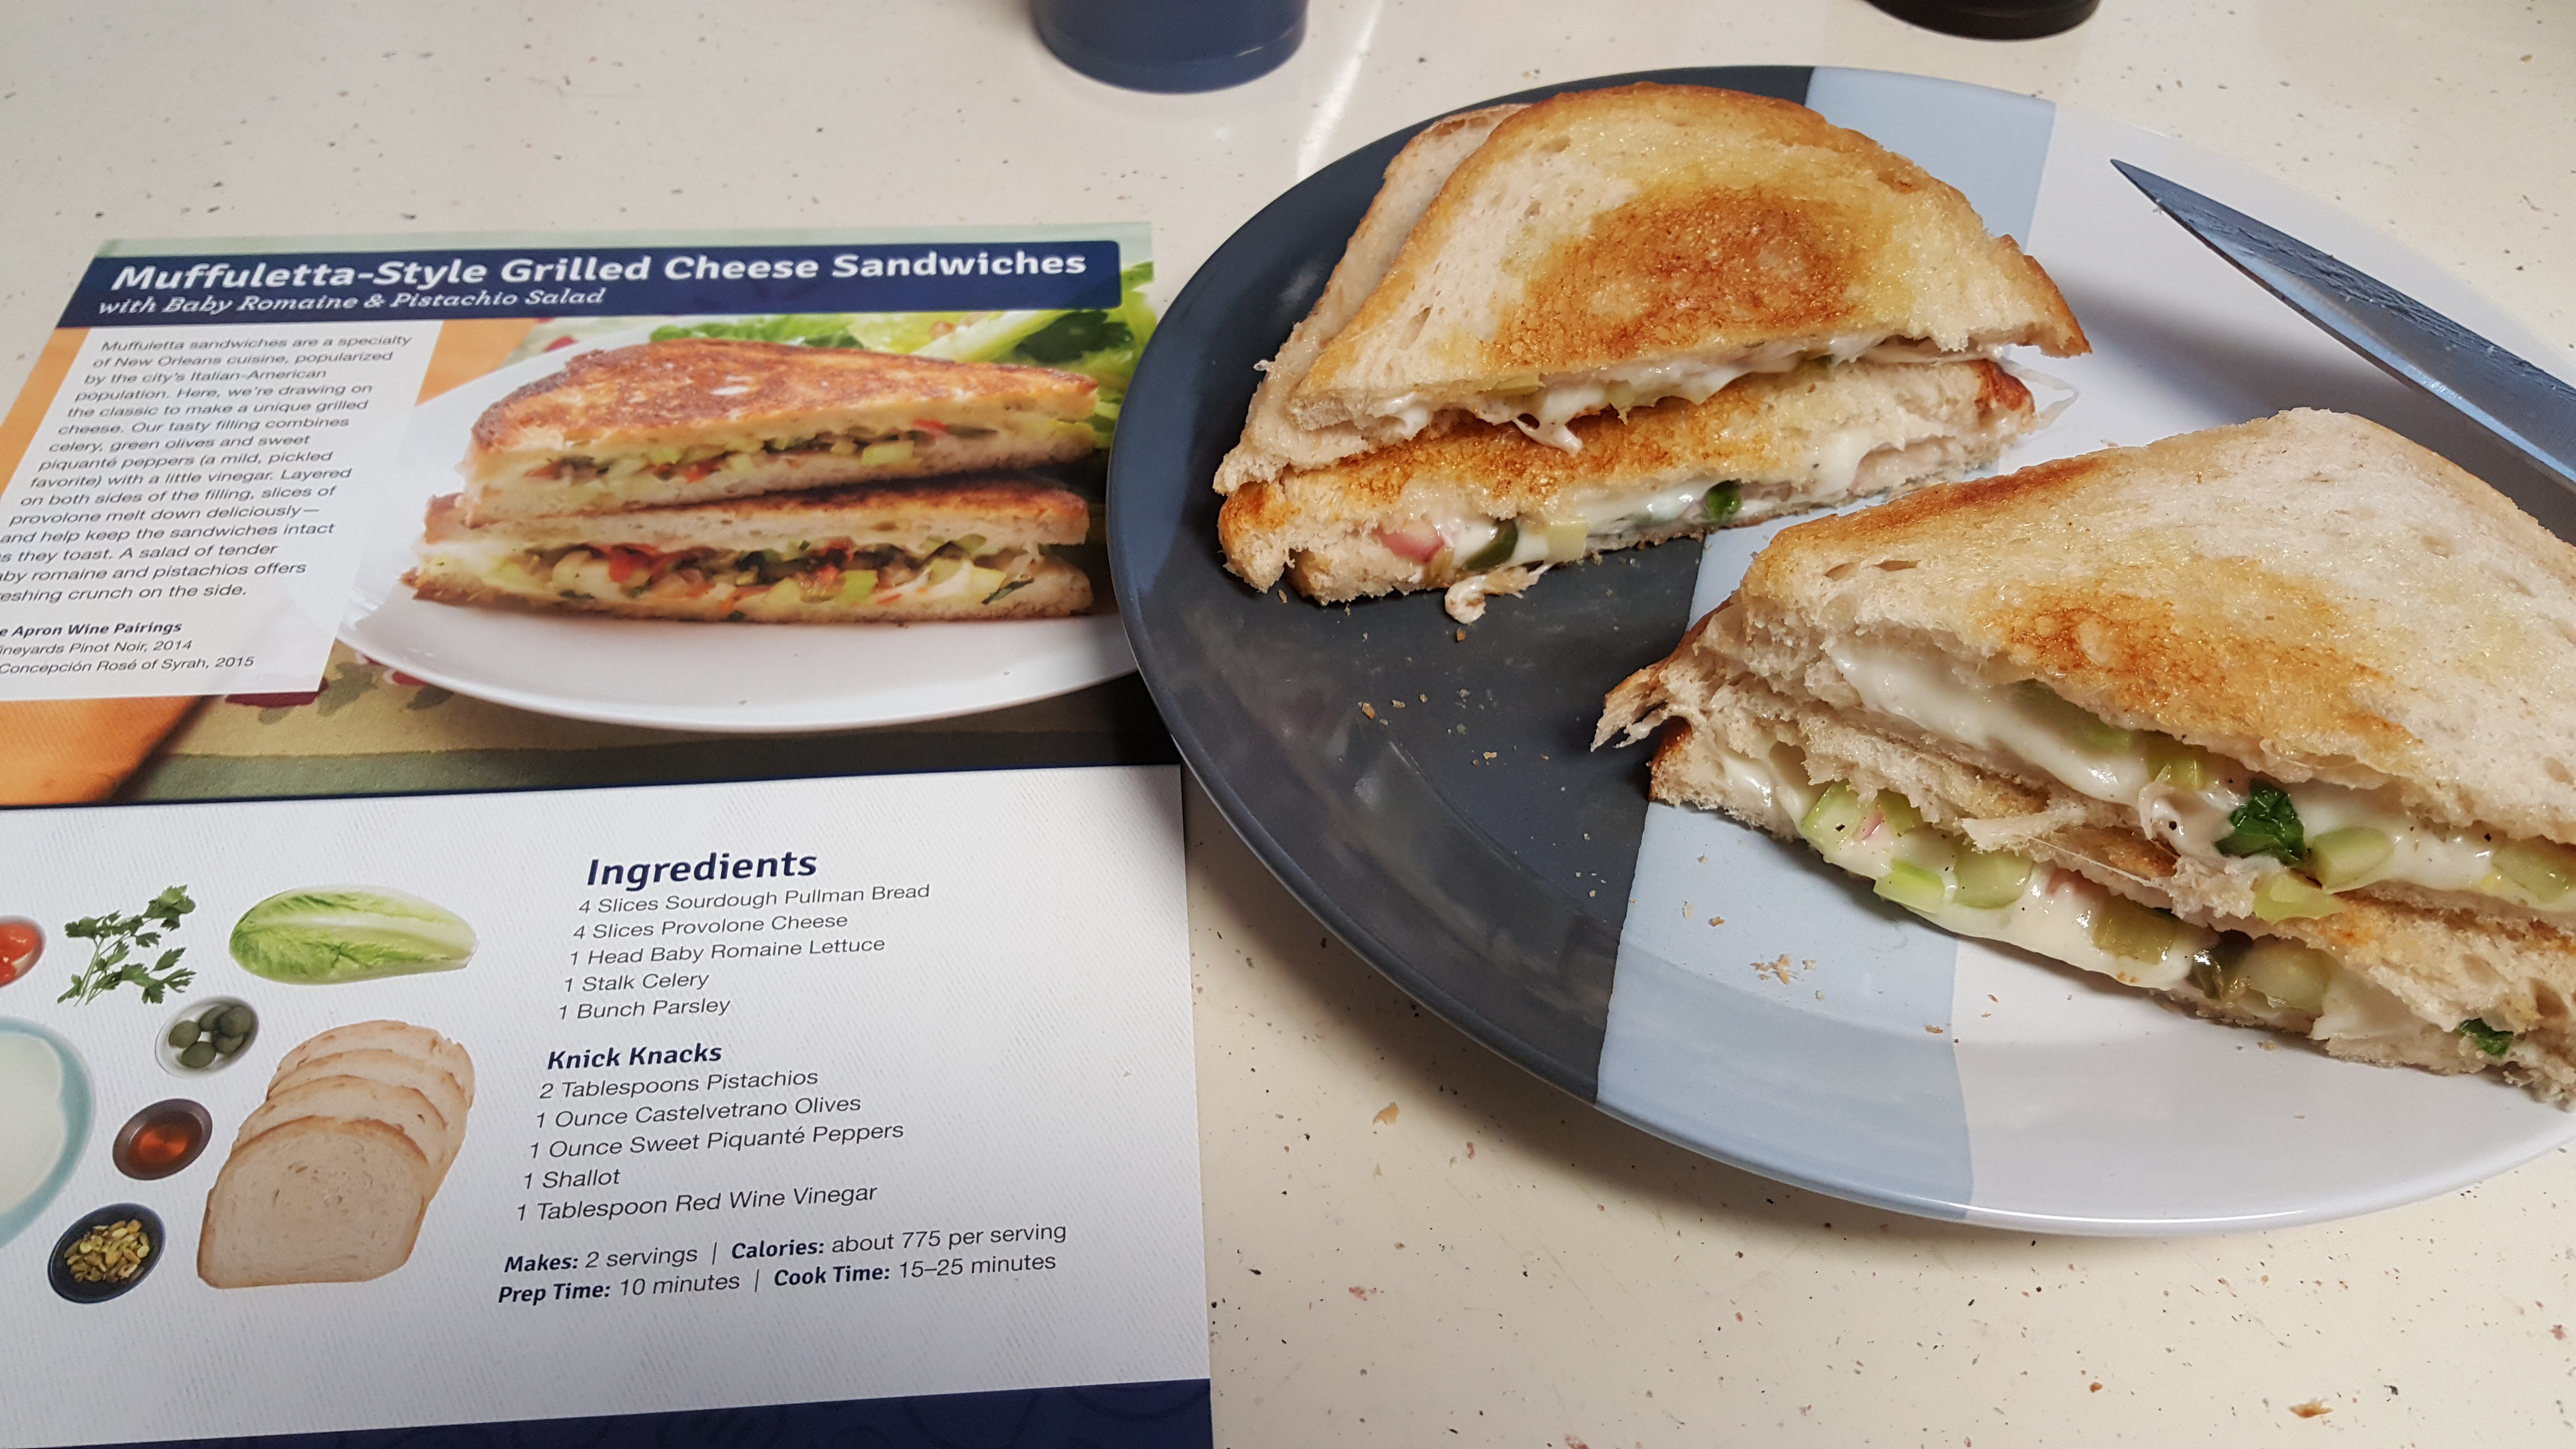 Muffuletta-Style Grilled Cheese Sandwiches
with Baby Romaine & Pistachio Salad
Muffuletta sandwiches are a specialty
of New Orleans cuisine, popularized
by the city's Italian-American
population. Here, we're drawing on
the classic to make a unique grilled
cheese. Our tasty filling combines
celery, green olives and sweet
piquanté peppers (a mild, pickled
favorite) with a little vinegar. Layered
on both sides of the filling, slices of
provolone melt down deliciously—
and help keep the sandwiches intact
they toast. A salad of tender
romaine and pistachios offers
crunch on the side.
Apron Wine Pairings
Pinot Noir, 2014
Concepción Rosé of Syrah, 2015
Ingredients
4 Slices Sourdough Pullman Bread
4 Slices Provolone Cheese
1 Head Baby Romaine Lettuce
1 Stalk Celery
1 Bunch Parsley
Knick Knacks
2 Tablespoons Pistachios
1 Ounce Castelvetrano Olives
1 Ounce Sweet Piquanté Peppers
1 Shallot
1 Tablespoon Red Wine Vinegar
Makes: 2 servings | Calories: about 775 per serving
Prep Time: 10 minutes | Cook Time: 15–25 minutes